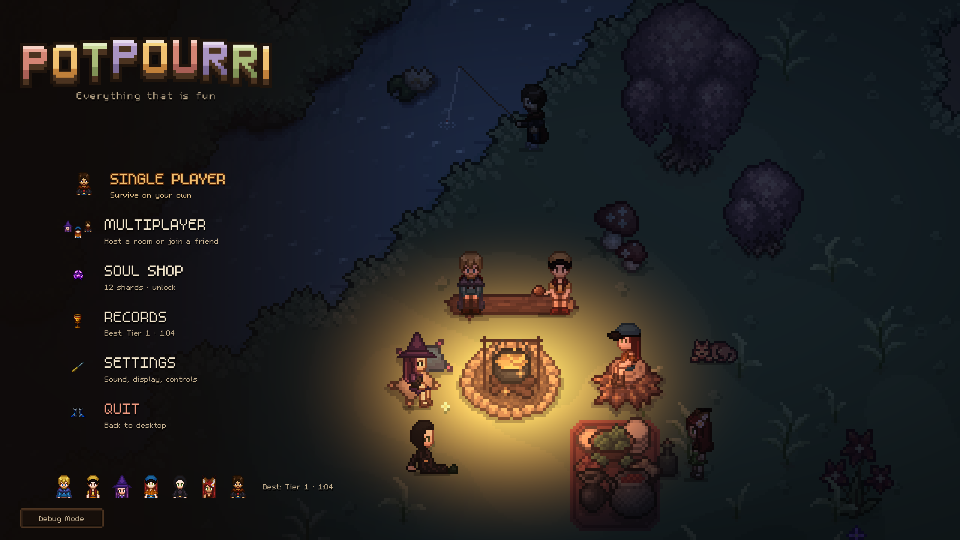 POTPOURRI
Everything that is fun
SINGLE PLAYER
Survive on your own
MULTIPLAYER
Host a room or join a friend
SOUL SHOP
12 shares · unlock
RECORDS
Best: Tier 1 · 1:04
SETTINGS
Sound, display, controls
QUIT
Back to desktop
Best: Tier 1 · 1:04
Debug Mode